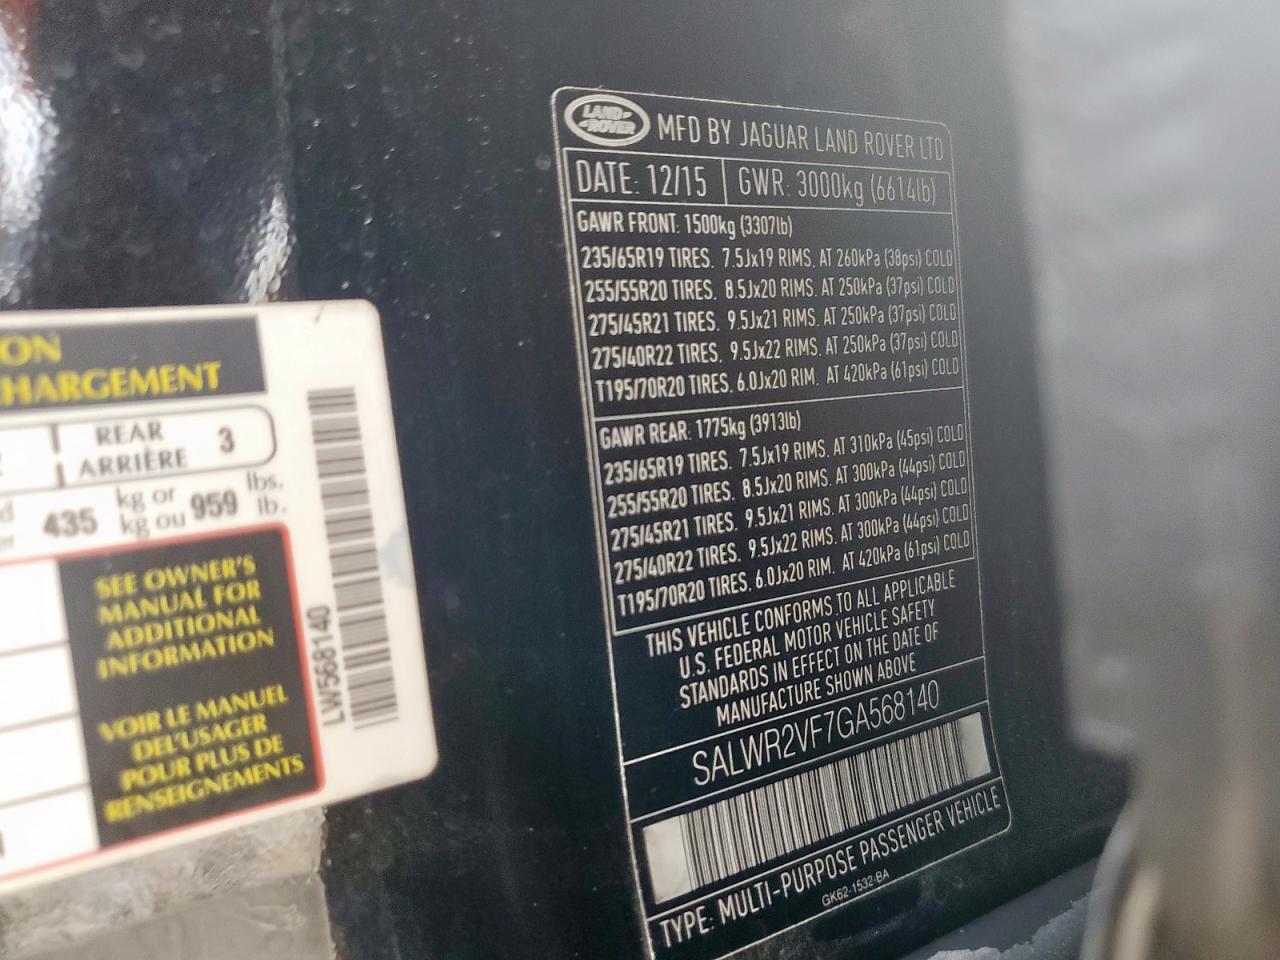 ON
HARGEMENT
REAR
ARRIÈRE 3
435 kg or 959 lbs.
kg ou lb.
SEE OWNER'S
MANUAL FOR
ADDITIONAL
INFORMATION
VOIR LE MANUEL
DEL'USAGER
POUR PLUS DE
RENSEIGNEMENTS
LW568140
LAND
ROVER
MFD BY JAGUAR LAND ROVER LTD
DATE: 12/15 GWR: 3000kg (6614lb)
GAWR FRONT: 1500kg (3307lb)
235/65R19 TIRES. 7.5Jx19 RIMS. AT 260kPa (38psi) COLD
255/55R20 TIRES. 8.5Jx20 RIMS. AT 250kPa (37psi) COLD
275/45R21 TIRES. 9.5Jx21 RIMS. AT 250kPa (37psi) COLD
275/40R22 TIRES. 9.5Jx22 RIMS. AT 250kPa (37psi) COLD
T195/70R20 TIRES. 6.0Jx20 RIM. AT 420kPa (61psi) COLD
GAWR REAR: 1775kg (3913lb)
235/65R19 TIRES. 7.5Jx19 RIMS. AT 310kPa (45psi) COLD
255/55R20 TIRES. 8.5Jx20 RIMS. AT 300kPa (44psi) COLD
275/45R21 TIRES. 9.5Jx21 RIMS. AT 300kPa (44psi) COLD
275/40R22 TIRES. 9.5Jx22 RIMS. AT 300kPa (44psi) COLD
T195/70R20 TIRES. 6.0Jx20 RIM. AT 420kPa (61psi) COLD
THIS VEHICLE CONFORMS TO ALL APPLICABLE
U.S. FEDERAL MOTOR VEHICLE SAFETY
STANDARDS IN EFFECT ON THE DATE OF
MANUFACTURE SHOWN ABOVE
SALWR2VF7GA568140
TYPE: MULTI-PURPOSE PASSENGER VEHICLE
GK62-1532-BA